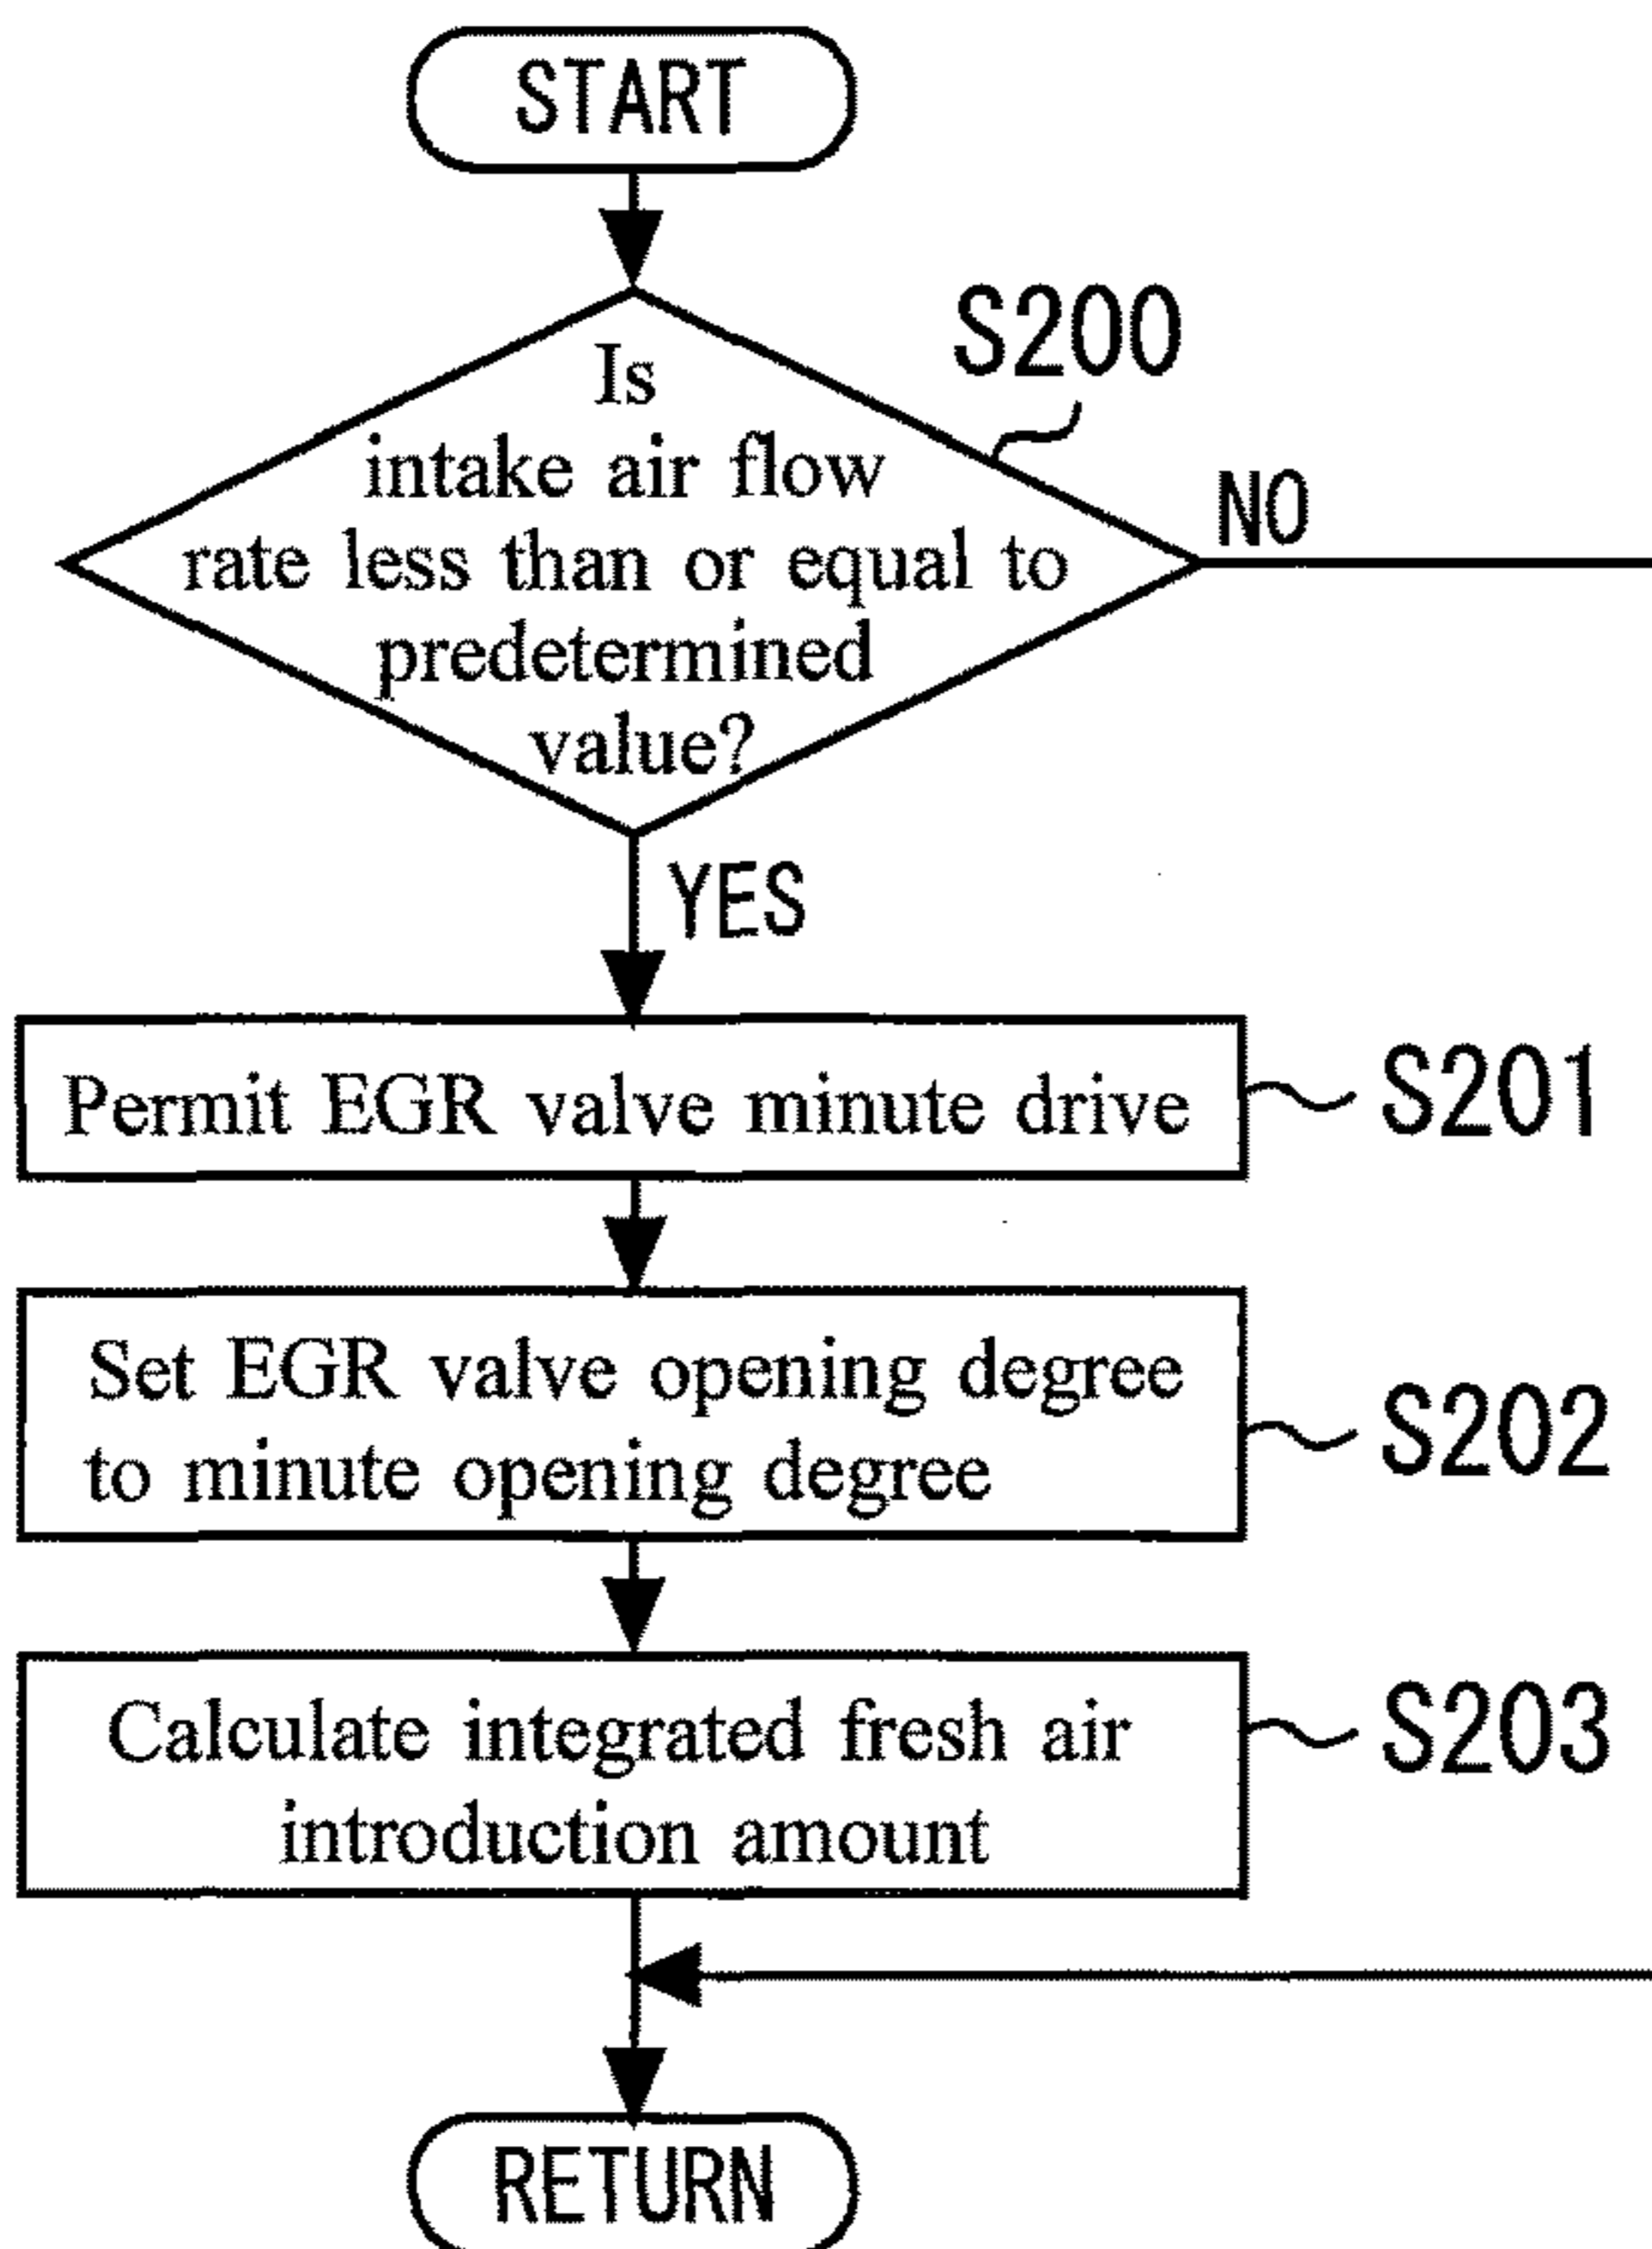 START
S200
Is
intake air flow
rate less than or equal to
predetermined
value?
NO
YES
Permit EGR valve minute drive
S201
Set EGR valve opening degree
to minute opening degree
S202
Calculate integrated fresh air
introduction amount
S203
RETURN